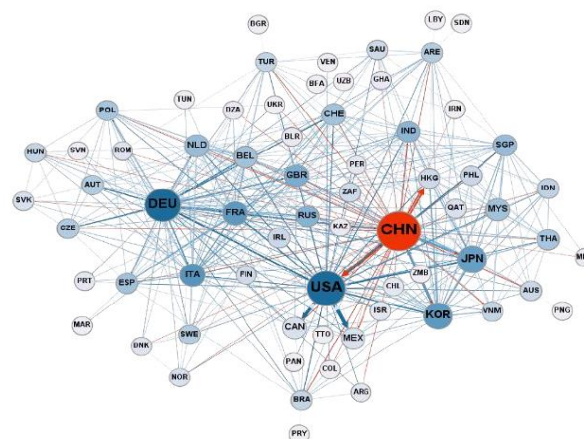 BGR
LBY
SDN
TUR
VEN
SAU
ARE
BFA
UZB
GHA
TUN
DZA
UKR
POL
CHE
IRN
BLR
IND
HUN
SVN
ROM
NLD
BEL
SGP
PER
GBR
HKG
PHL
AUT
ZAF
IDN
SVK
DEU
FRA
RUS
QAT
MYS
CZE
KAZ
CHN
IRL
THA
JPN
ITA
FIN
ZMB
PRT
ESP
USA
CHL
AUS
ISR
VNM
PNG
MAR
KOR
CAN
SWE
TTO
MEX
DNK
PAN
COL
NOR
ARG
BRA
PRY